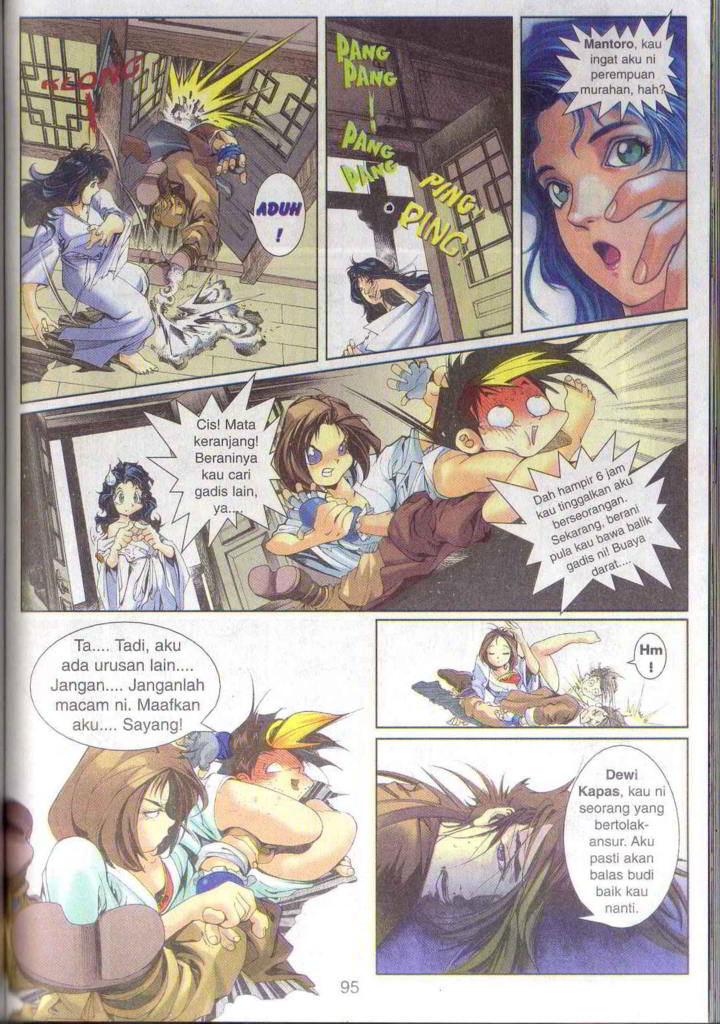 KLONG
!
ADUH
!
PANG
PANG
!
PANG
PANG
PING
PING
Mantoro, kau
ingat aku ni
perempuan
murahan, hah?
Cis! Mata
keranjang!
Beraninya
kau cari
gadis lain,
ya....
Dah hampir 6 jam
kau tinggalkan aku
berseorangan.
Sekarang, berani
pula kau bawa balik
gadis ni! Buaya
darat....
Ta.... Tadi, aku
ada urusan lain....
Jangan.... Janganlah
macam ni. Maafkan
aku.... Sayang!
Hm
!
Dewi
Kapas, kau ni
seorang yang
bertolak-
ansur. Aku
pasti akan
balas budi
baik kau
nanti.
95